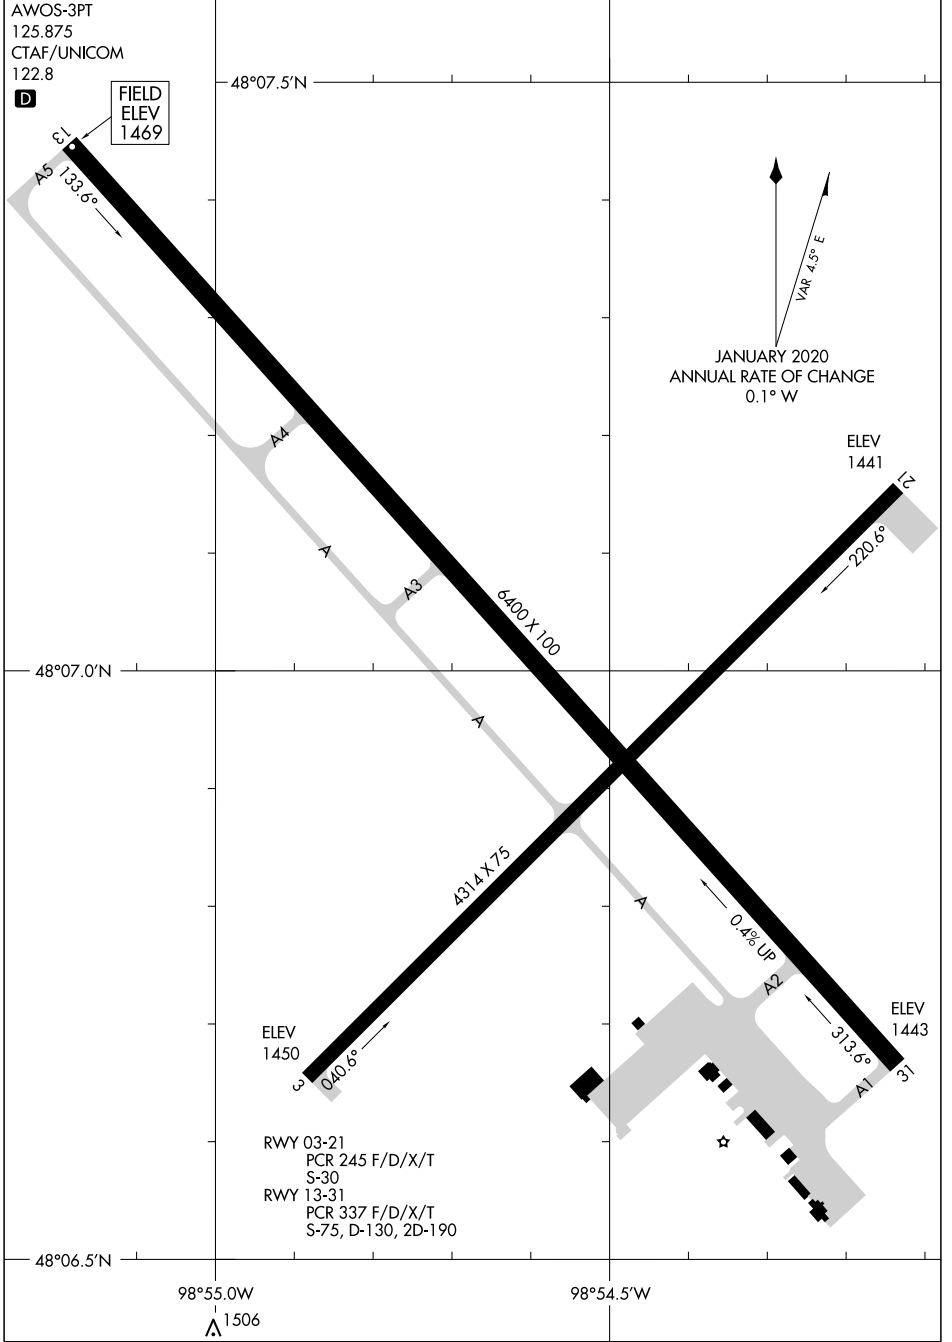 AWOS-3PT
125.875
CTAF/UNICOM
122.8
D
FIELD
ELEV
1469
48°07.5'N
13
A5
133.6°
VAR 4.5° E
JANUARY 2020
ANNUAL RATE OF CHANGE
0.1° W
A4
ELEV
1441
21
220.6°
A
A3
6400 X 100
48°07.0'N
A
4314 X 75
A
0.4% UP
A2
ELEV
1443
313.6°
31
A1
ELEV
1450
3
040.6°
RWY 03-21
PCR 245 F/D/X/T
S-30
RWY 13-31
PCR 337 F/D/X/T
S-75, D-130, 2D-190
48°06.5'N
98°55.0'W
98°54.5'W
1506